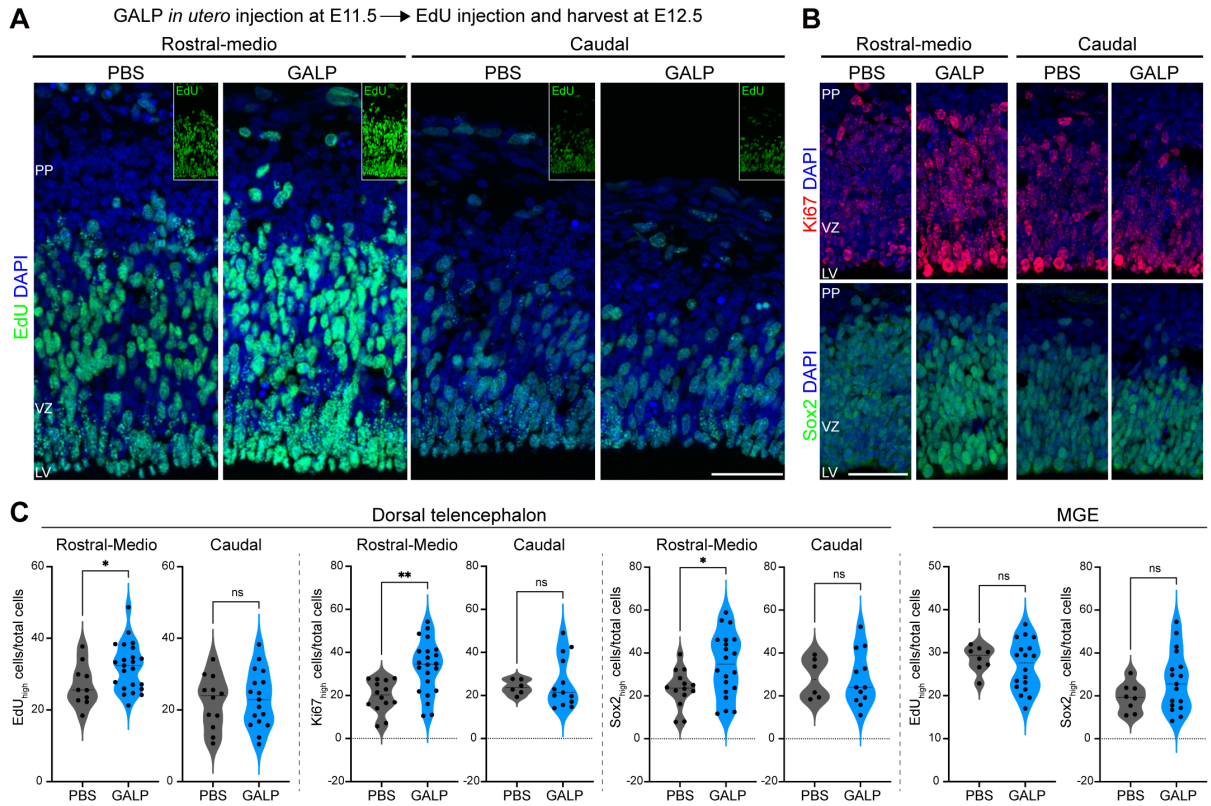 A
GALP in utero injection at E11.5 → EdU injection and harvest at E12.5
Rostral-medio
Caudal
PBS
GALP
PBS
GALP
EdU
EdU
EdU
EdU
PP
VZ
LV
EdU DAPI
B
Rostral-medio
Caudal
PBS
GALP
PBS
GALP
PP
VZ
LV
Ki67 DAPI
PP
VZ
LV
Sox2 DAPI
C
Dorsal telencephalon
MGE
Rostral-Medio
Caudal
Rostral-Medio
Caudal
Rostral-Medio
Caudal
EdUhigh cells/total cells
60
40
20
0
*
PBS
GALP
60
40
20
0
ns
PBS
GALP
Ki67high cells/total cells
80
60
40
20
0
-20
**
PBS
GALP
80
60
40
20
0
-20
ns
PBS
GALP
Sox2high cells/total cells
80
60
40
20
0
-20
*
PBS
GALP
80
60
40
20
0
-20
ns
PBS
GALP
EdUhigh cells/total cells
50
40
30
20
10
ns
PBS
GALP
Sox2high cells/total cells
80
60
40
20
0
-20
ns
PBS
GALP